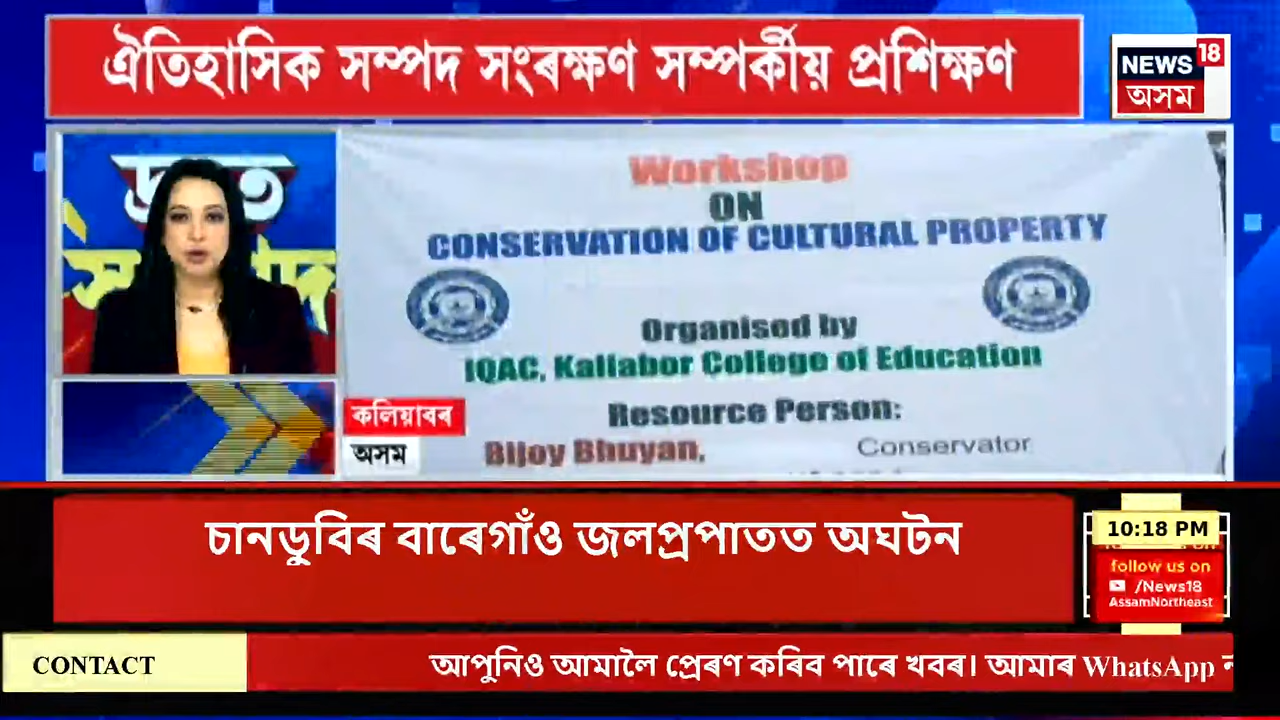 ঐতিহাসিক সম্পদ সংৰক্ষণ সম্পৰ্কীয় প্ৰশিক্ষণ
NEWS 18
অসম
দ্ৰুত
Workshop
ON
CONSERVATION OF CULTURAL PROPERTY
Organised by
IQAC, Kaliabor College of Education
Resource Person:
Bijoy Bhuyan, Conservator
কলিয়াবৰ
অসম
চানডুবিৰ বাৰেগাঁও জলপ্ৰপাতত অঘটন
10:18 PM
follow us on
/News18
AssamNortheast
CONTACT
আপুনিও আমালৈ প্ৰেৰণ কৰিব পাৰে খবৰ। আমাৰ WhatsApp